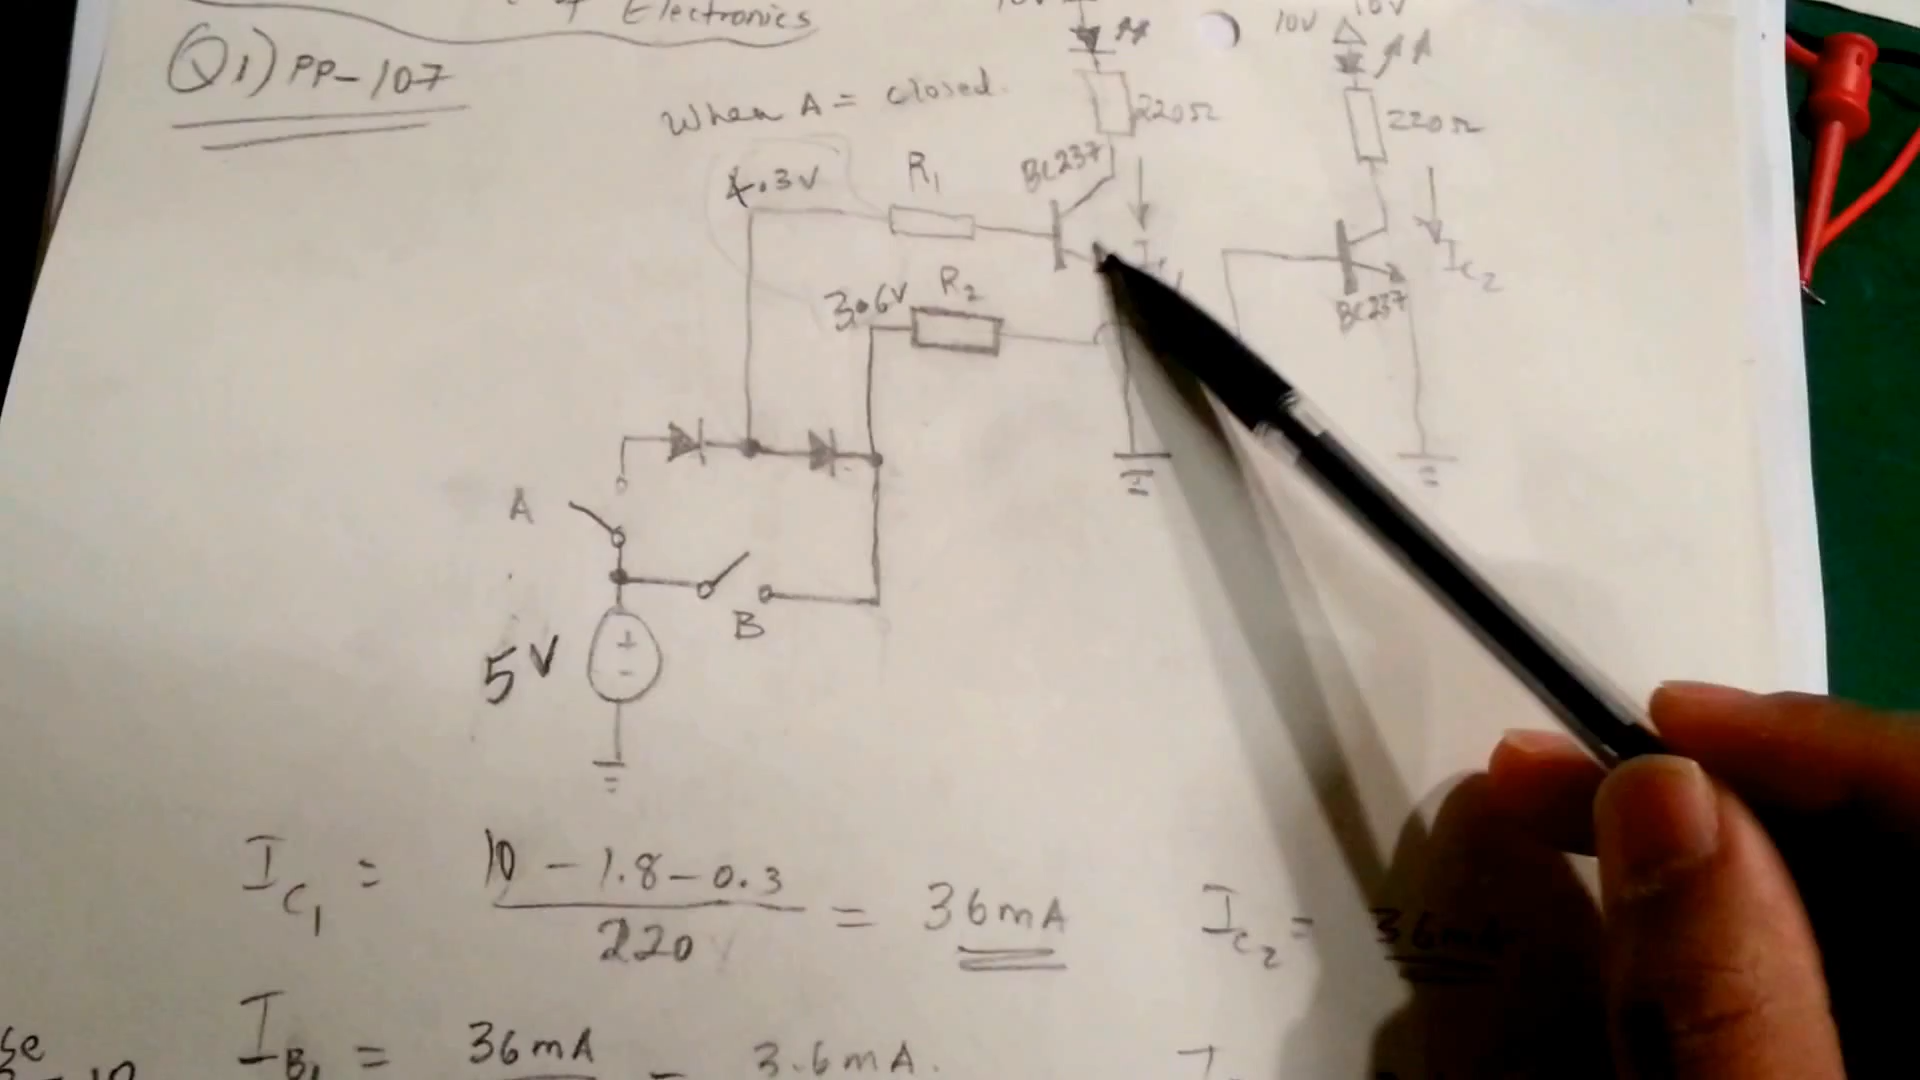 Electronics
Q1) PP-107
When A = closed.
10V
10V
10V
220Ω
220Ω
4.3V
R1
BC237
3.6V
R2
IC2
BC237
A
B
5V
+
-
IC1 = 10 - 1.8 - 0.3 / 220 = 36mA
IC2 = 36mA
IB1 = 36mA = 3.6mA.